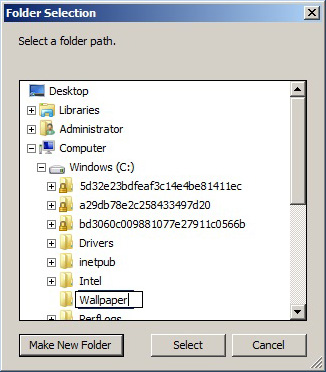 Folder Selection
Select a folder path.
Desktop
Libraries
Administrator
Computer
Windows (C:)
5d32e23bdfeaf3c14e4be81411ec
a29db78e2c258433497d20
bd3060c009881077e27911c0566b
Drivers
inetpub
Intel
Wallpaper
PerfLogs
Make New Folder
Select
Cancel